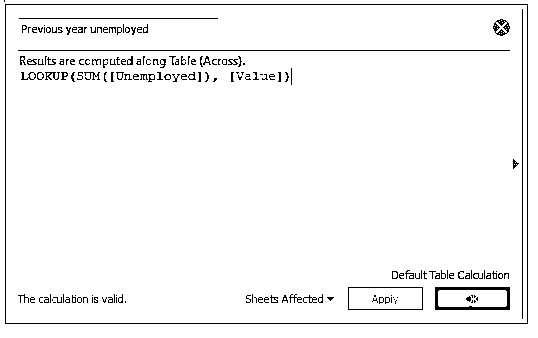 Previous year unemployed
Results are computed along Table (Across).
LOOKUP(SUM([Unemployed]), [Value])
Default Table Calculation
The calculation is valid.
Sheets Affected
Apply